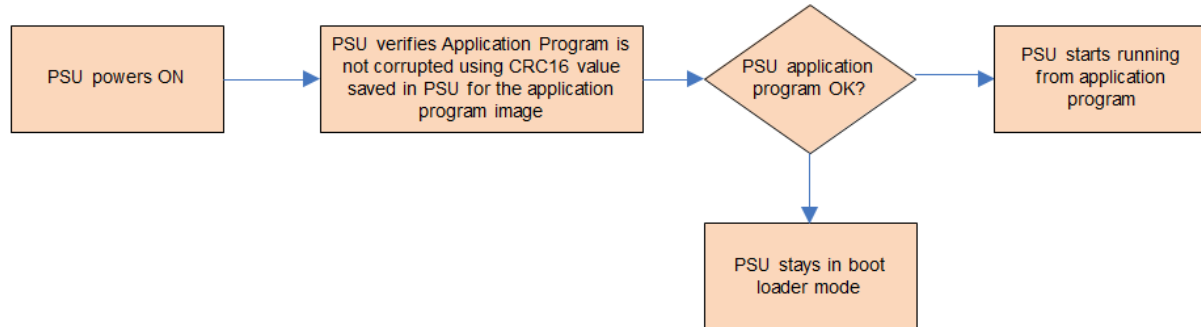 PSU powers ON
PSU verifies Application Program is
not corrupted using CRC16 value
saved in PSU for the application
program image
PSU application
program OK?
PSU starts running
from application
program
PSU stays in boot
loader mode